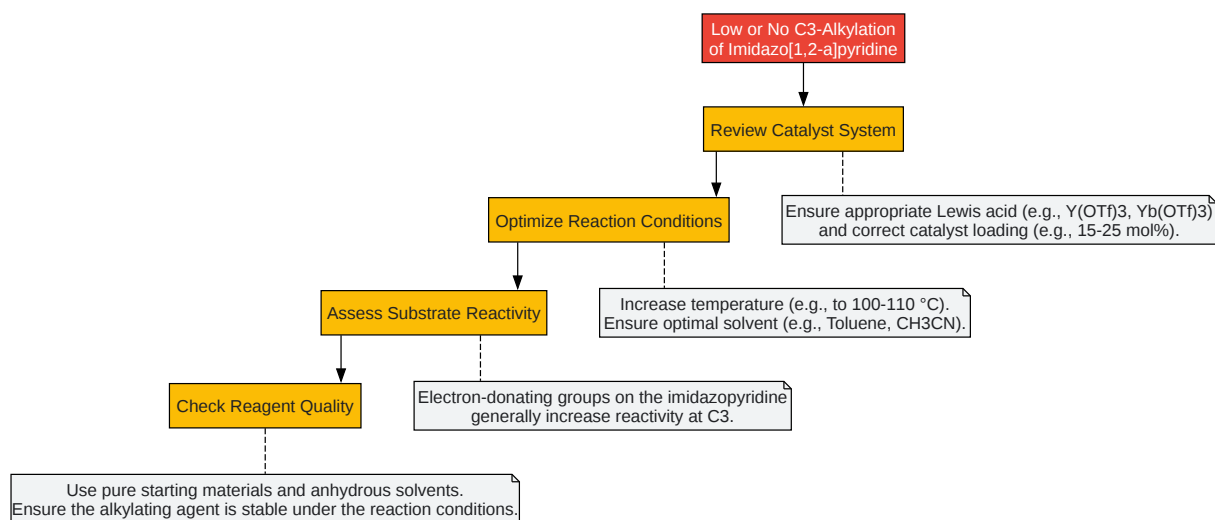 Low or No C3-Alkylation
of Imidazo[1,2-a]pyridine
Review Catalyst System
Ensure appropriate Lewis acid (e.g., Y(OTf)3, Yb(OTf)3)
and correct catalyst loading (e.g., 15-25 mol%).
Optimize Reaction Conditions
Increase temperature (e.g., to 100-110 °C).
Ensure optimal solvent (e.g., Toluene, CH3CN).
Assess Substrate Reactivity
Electron-donating groups on the imidazopyridine
generally increase reactivity at C3.
Check Reagent Quality
Use pure starting materials and anhydrous solvents.
Ensure the alkylating agent is stable under the reaction conditions.